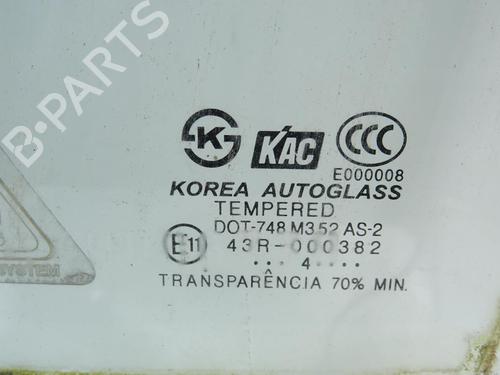 B-PARTS
K
KAC
CCC
E000008
KOREA AUTOGLASS
TEMPERED
DOT-748 M352 AS-2
E11
43R-000382
••• 4 ••••
TRANSPARÊNCIA 70% MIN.
SYSTEM